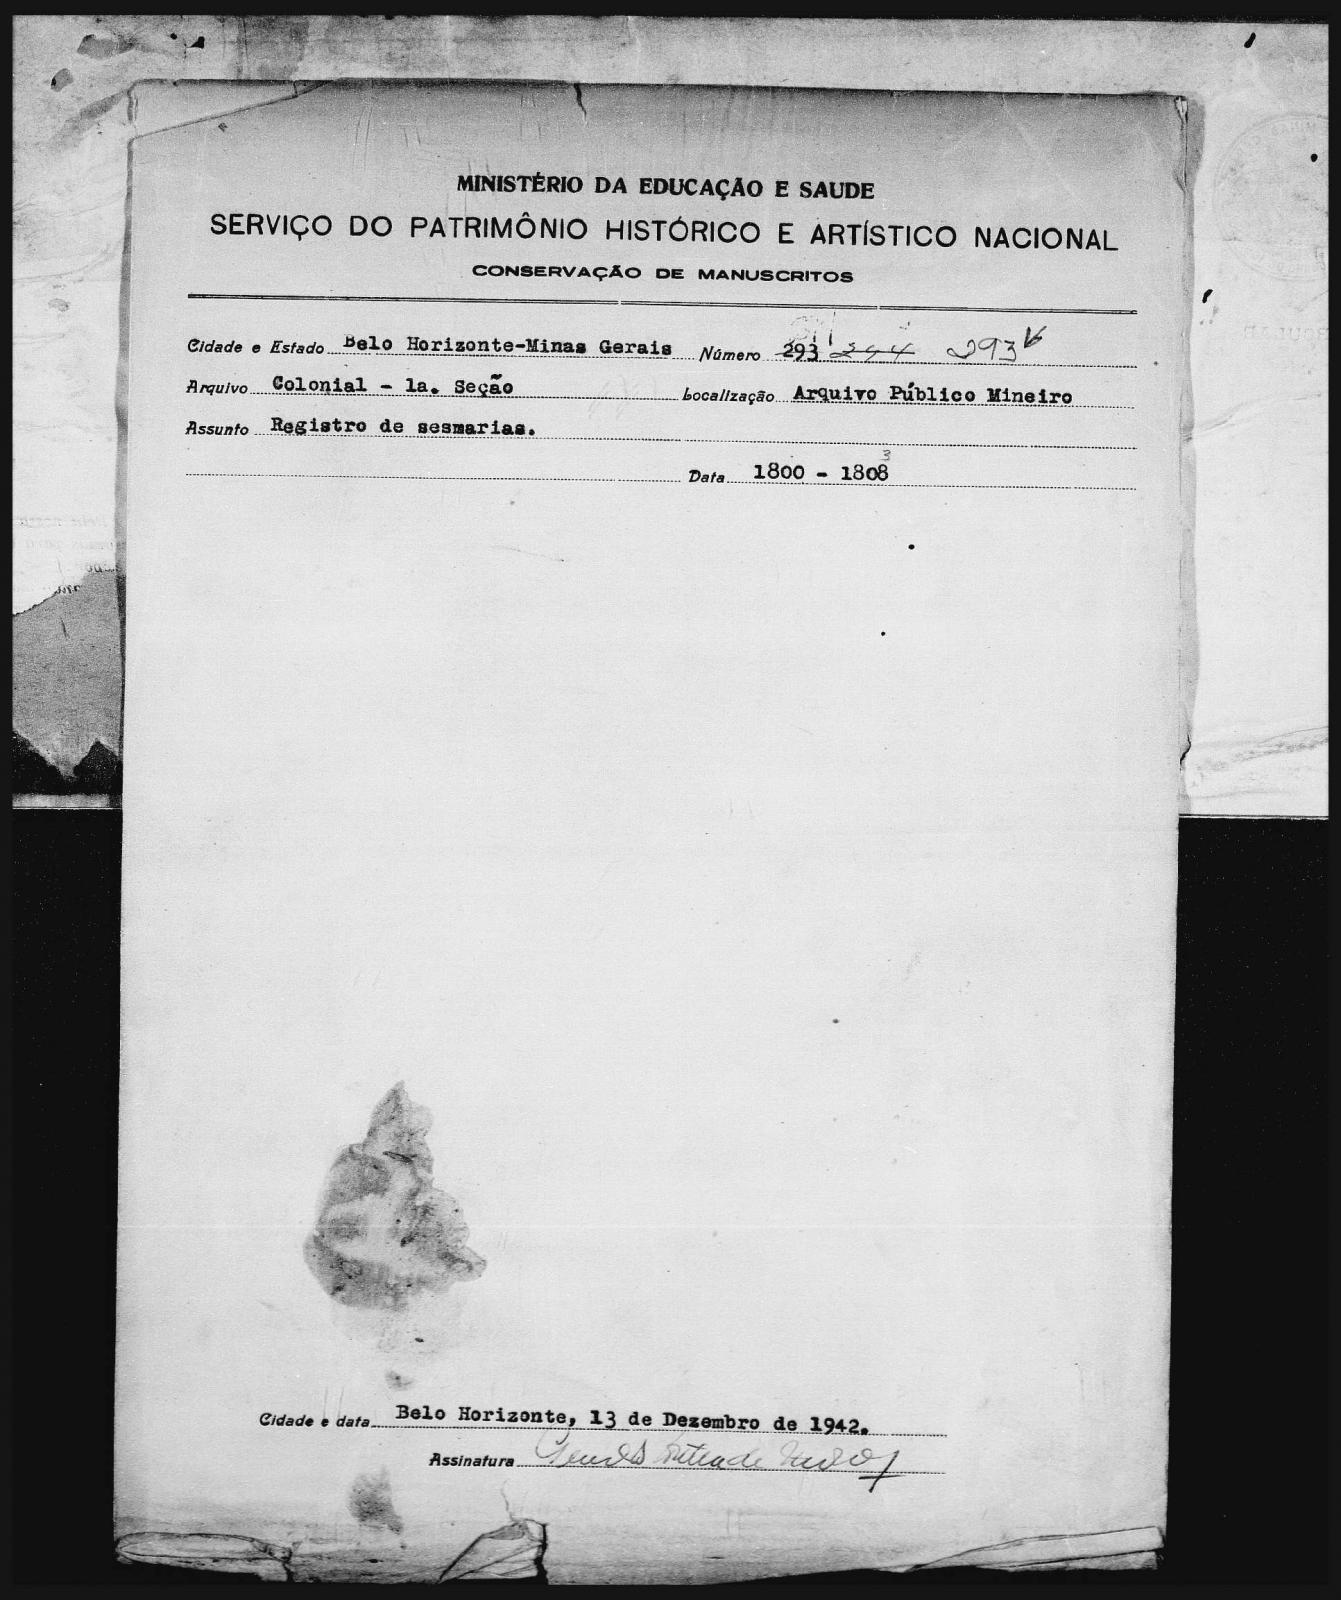 MINISTÉRIO DA EDUCAÇÃO E SAUDE
SERVIÇO DO PATRIMÔNIO HISTÓRICO E ARTÍSTICO NACIONAL
CONSERVAÇÃO DE MANUSCRITOS
Cidade e Estado Belo Horizonte-Minas Gerais Número 293 294 293
Arquivo Colonial - 1a. Seção Localização Arquivo Público Mineiro
Assunto Registro de sesmarias.
3
Data 1800 - 1808
Cidade e data Belo Horizonte, 13 de Dezembro de 1942.
Assinatura